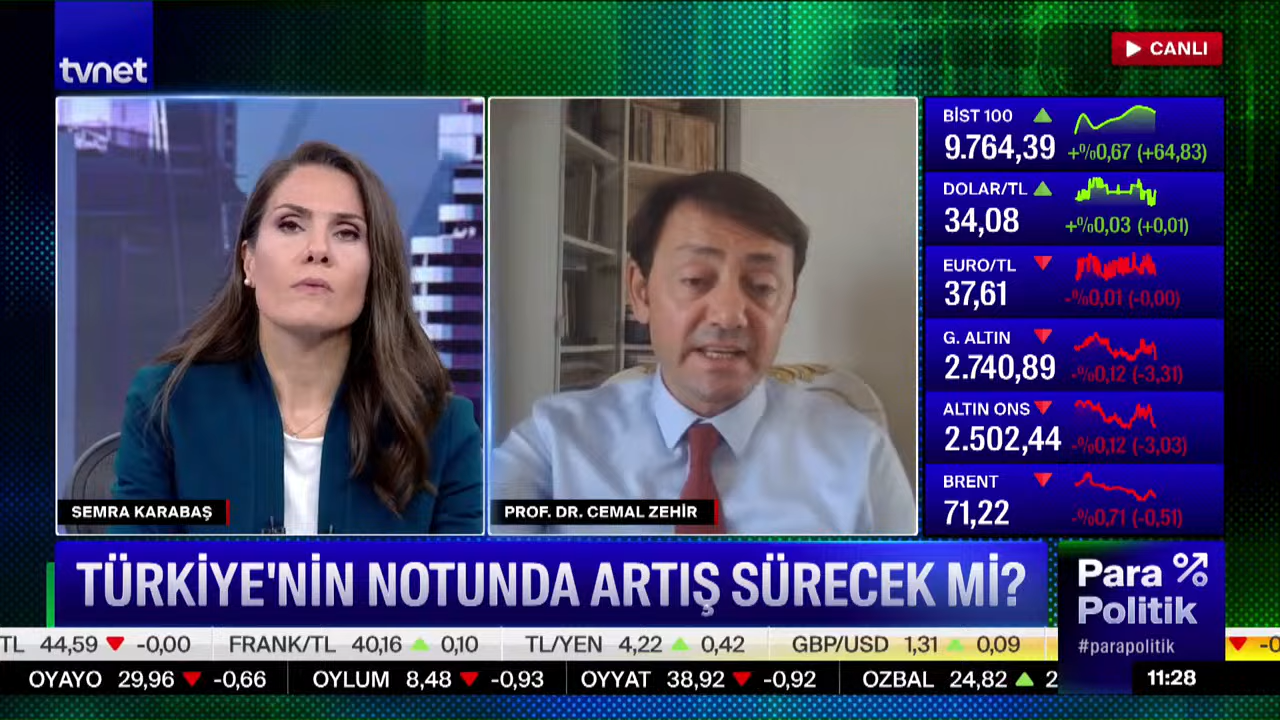 tvnet
CANLI
BİST 100
9.764,39
+%0,67 (+64,83)
DOLAR/TL
34,08
+%0,03 (+0,01)
EURO/TL
37,61
-%0,01 (-0,00)
G. ALTIN
2.740,89
-%0,12 (-3,31)
ALTIN ONS
2.502,44
-%0,12 (-3,03)
BRENT
71,22
-%0,71 (-0,51)
SEMRA KARABAŞ
PROF. DR. CEMAL ZEHİR
TÜRKİYE'NİN NOTUNDA ARTIŞ SÜRECEK Mİ?
Para %
Politik
#parapolitik
TL 44,59 -0,00 FRANK/TL 40,16 0,10 TL/YEN 4,22 0,42 GBP/USD 1,31 0,09 -0
OYAYO 29,96 -0,66 OYLUM 8,48 -0,93 OYYAT 38,92 -0,92 OZBAL 24,82 2
11:28